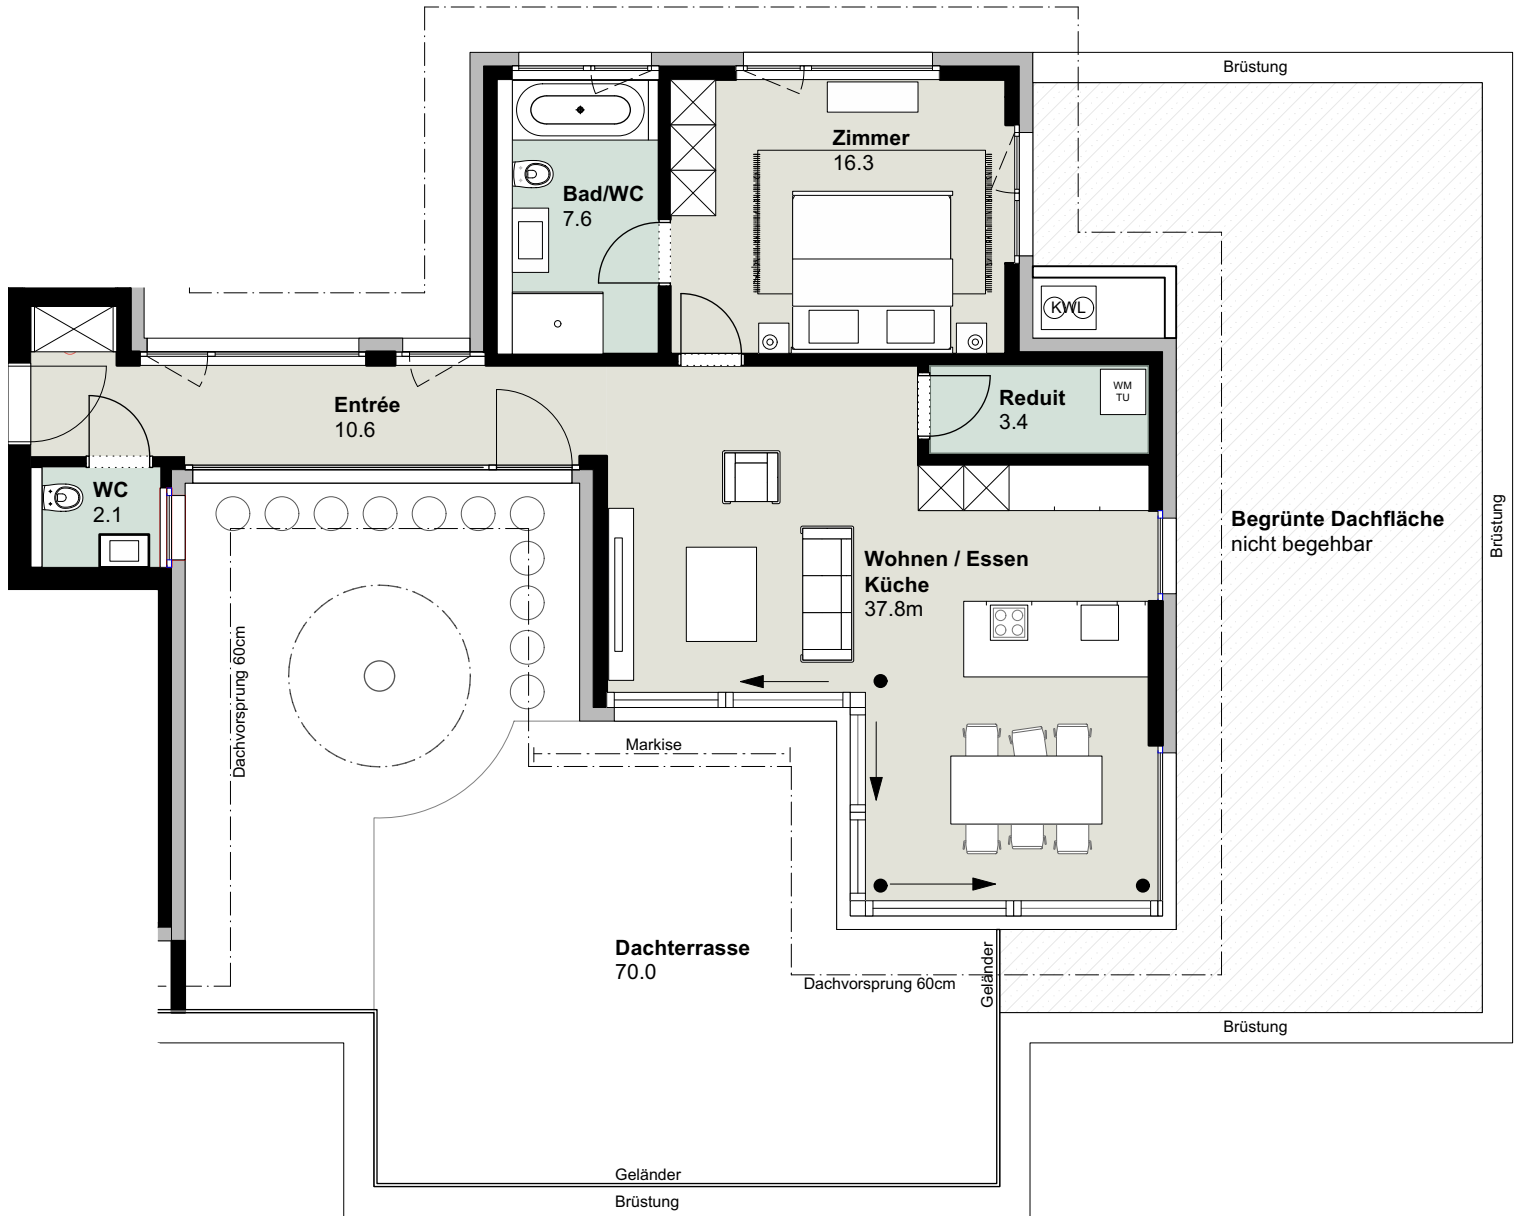 Brüstung
Zimmer
16.3
Bad/WC
7.6
KWL
Entrée
10.6
Reduit
3.4
WM
TU
WC
2.1
Begrünte Dachfläche
nicht begehbar
Brüstung
Wohnen / Essen
Küche
37.8m
Dachvorsprung 60cm
Markise
Dachterrasse
70.0
Dachvorsprung 60cm
Geländer
Brüstung
Geländer
Brüstung